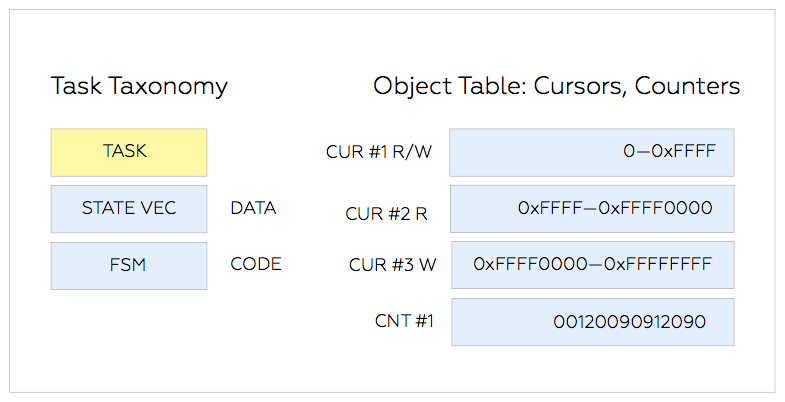 Task Taxonomy
TASK
STATE VEC DATA
FSM CODE
Object Table: Cursors, Counters
CUR #1 R/W 0—0xFFFF
CUR #2 R 0xFFFF—0xFFFF0000
CUR #3 W 0xFFFF0000—0xFFFFFFFF
CNT #1 00120090912090